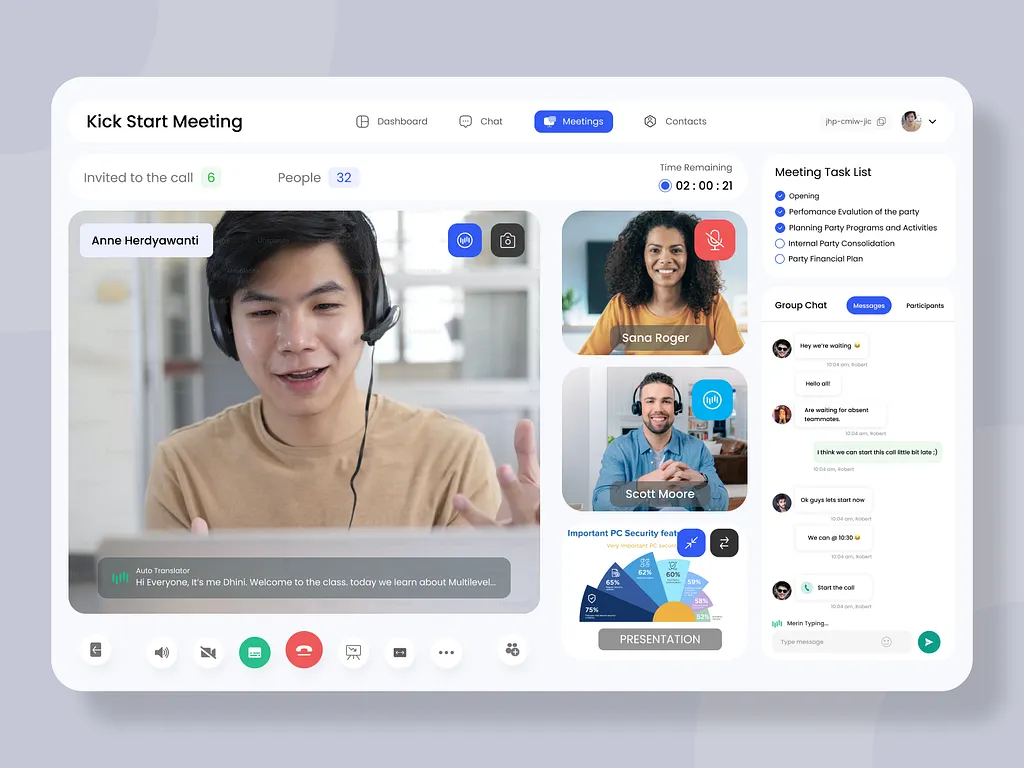 Kick Start Meeting
Dashboard
Chat
Meetings
Contacts
jhp-cmiw-jic
Invited to the call 6
People 32
Time Remaining
02 : 00 : 21
Anne Herdyawanti
Auto Translator
Hi Everyone, It's me Dhini. Welcome to the class. today we learn about Multilevel...
Sana Roger
Scott Moore
Important PC Security feat
Very important PC secur
75%
65%
62%
60%
59%
58%
52%
PRESENTATION
Meeting Task List
Opening
Perfomance Evalution of the party
Planning Party Programs and Activities
Internal Party Consolidation
Party Financial Plan
Group Chat
Messages
Participants
Hey we're waiting 😂
10:04 am, Robert
Hello all!
Are waiting for absent
teammates.
10:04 am, Robert
I think we can start this call little bit late ;)
10:04 am, Robert
Ok guys lets start now
10:04 am, Robert
We can @ 10:30 😂
10:04 am, Robert
Start the call
10:04 am, Robert
Merin Typing...
Type message